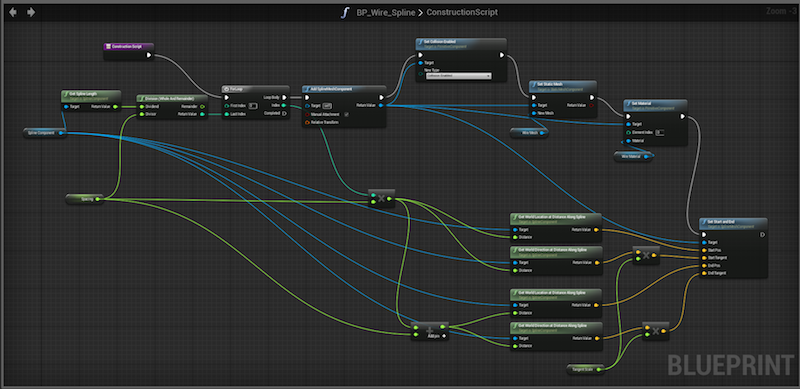 BP_Wire_Spline > ConstructionScript
Zoom -3
Construction Script
Set Collision Enabled
Target
New Type
Collision Enabled
Get Spline Length
Target
Return Value
Division (Whole And Remainder)
Dividend
Remainder
Divisor
Return Value
ForLoop
Loop Body
First Index
Index
Last Index
Completed
Add SplineMeshComponent
Target
self
Return Value
Manual Attachment
Relative Transform
Set Static Mesh
Target
Return Value
New Mesh
Set Material
Target
Element Index
Material
Spline Component
Wire Mesh
Wire Material
Spacing
Get World Location at Distance Along Spline
Target
Return Value
Distance
Get World Direction at Distance Along Spline
Target
Return Value
Distance
Get World Location at Distance Along Spline
Target
Return Value
Distance
Get World Direction at Distance Along Spline
Target
Return Value
Distance
Set Start and End
Target
Start Pos
Start Tangent
End Pos
End Tangent
Add pin
Tangent Scale
BLUEPRINT